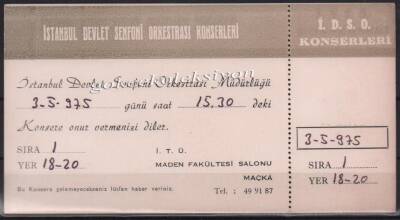 İSTANBUL DEVLET SENFONİ ORKESTRASI KONSERLERİ
İstanbul Devlet Senfoni Orkestrası Müdürlüğü
3-5-975 günü saat 15.30 deki
Konsere onur vermenisi diler.
SIRA 1
YER 18-20
İ. T. Ü.
MADEN FAKÜLTESİ SALONU
MAÇKA
Bu Konsere gelemeyecekseniz lütfen haber veriniz.
Tel. : 49 91 87
İ. D. S. O.
KONSERLERİ
3-5-975
SIRA 1
YER 18-20